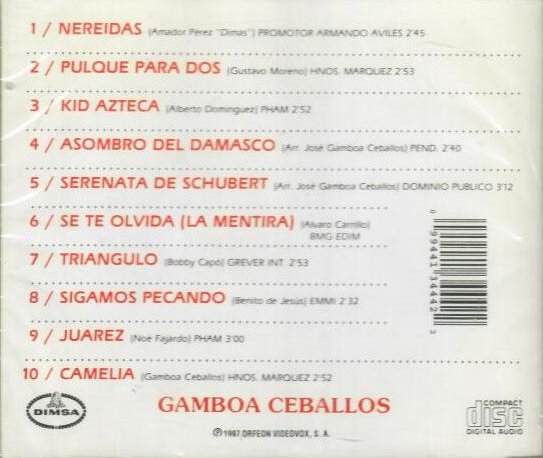 1 / NEREIDAS (Amador Pérez "Dimas") PROMOTOR ARMANDO AVILES 2'45
2 / PULQUE PARA DOS (Gustavo Moreno) HNOS. MARQUEZ 2'53
3 / KID AZTECA (Alberto Domínguez) PHAM 2'52
4 / ASOMBRO DEL DAMASCO (Arr. José Gamboa Ceballos) PEND. 2'40
5 / SERENATA DE SCHUBERT (Arr. José Gamboa Ceballos) DOMINIO PUBLICO 3'12
6 / SE TE OLVIDA (LA MENTIRA) (Alvaro Carrillo)
BMG EDIM
7 / TRIANGULO (Bobby Capó) GREVER INT. 2'53
8 / SIGAMOS PECANDO (Benito de Jesús) EMMI 2'32
9 / JUAREZ (Noé Fajardo) PHAM 3'00
10 / CAMELIA (Gamboa Ceballos) HNOS. MARQUEZ 2'52
DIMSA
GAMBOA CEBALLOS
COMPACT
disc
DIGITAL AUDIO
Ⓟ1997 ORFEON VIDEOVOX, S. A.